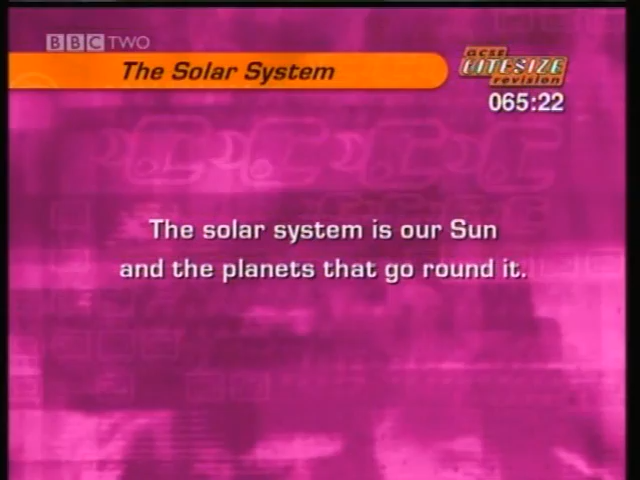 BBC TWO
The Solar System
GCSE
BITESIZE
revision
065:22
The solar system is our Sun
and the planets that go round it.